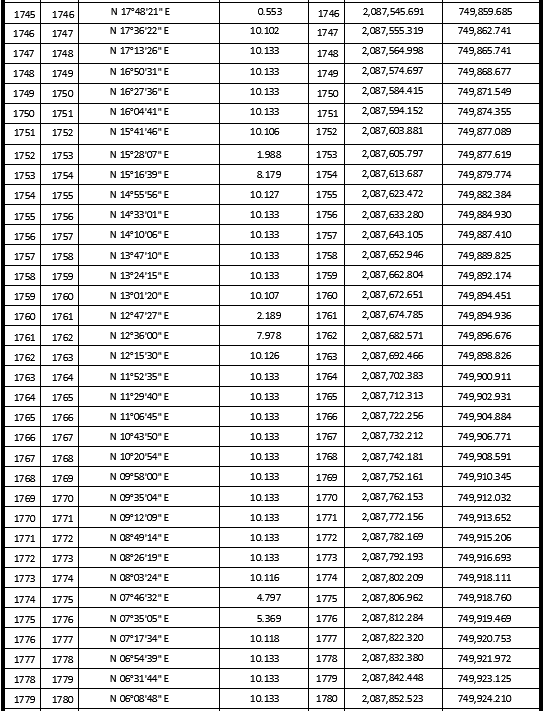 1745 1746 N 17°48'21" E 0.553 1746 2,087,545.691 749,859.685
1746 1747 N 17°36'22" E 10.102 1747 2,087,555.319 749,862.741
1747 1748 N 17°13'26" E 10.133 1748 2,087,564.998 749,865.741
1748 1749 N 16°50'31" E 10.133 1749 2,087,574.697 749,868.677
1749 1750 N 16°27'36" E 10.133 1750 2,087,584.415 749,871.549
1750 1751 N 16°04'41" E 10.133 1751 2,087,594.152 749,874.355
1751 1752 N 15°41'46" E 10.106 1752 2,087,603.881 749,877.089
1752 1753 N 15°28'07" E 1.988 1753 2,087,605.797 749,877.619
1753 1754 N 15°16'39" E 8.179 1754 2,087,613.687 749,879.774
1754 1755 N 14°55'56" E 10.127 1755 2,087,623.472 749,882.384
1755 1756 N 14°33'01" E 10.133 1756 2,087,633.280 749,884.930
1756 1757 N 14°10'06" E 10.133 1757 2,087,643.105 749,887.410
1757 1758 N 13°47'10" E 10.133 1758 2,087,652.946 749,889.825
1758 1759 N 13°24'15" E 10.133 1759 2,087,662.804 749,892.174
1759 1760 N 13°01'20" E 10.107 1760 2,087,672.651 749,894.451
1760 1761 N 12°47'27" E 2.189 1761 2,087,674.785 749,894.936
1761 1762 N 12°36'00" E 7.978 1762 2,087,682.571 749,896.676
1762 1763 N 12°15'30" E 10.126 1763 2,087,692.466 749,898.826
1763 1764 N 11°52'35" E 10.133 1764 2,087,702.383 749,900.911
1764 1765 N 11°29'40" E 10.133 1765 2,087,712.313 749,902.931
1765 1766 N 11°06'45" E 10.133 1766 2,087,722.256 749,904.884
1766 1767 N 10°43'50" E 10.133 1767 2,087,732.212 749,906.771
1767 1768 N 10°20'54" E 10.133 1768 2,087,742.181 749,908.591
1768 1769 N 09°58'00" E 10.133 1769 2,087,752.161 749,910.345
1769 1770 N 09°35'04" E 10.133 1770 2,087,762.153 749,912.032
1770 1771 N 09°12'09" E 10.133 1771 2,087,772.156 749,913.652
1771 1772 N 08°49'14" E 10.133 1772 2,087,782.169 749,915.206
1772 1773 N 08°26'19" E 10.133 1773 2,087,792.193 749,916.693
1773 1774 N 08°03'24" E 10.116 1774 2,087,802.209 749,918.111
1774 1775 N 07°46'32" E 4.797 1775 2,087,806.962 749,918.760
1775 1776 N 07°35'05" E 5.369 1776 2,087,812.284 749,919.469
1776 1777 N 07°17'34" E 10.118 1777 2,087,822.320 749,920.753
1777 1778 N 06°54'39" E 10.133 1778 2,087,832.380 749,921.972
1778 1779 N 06°31'44" E 10.133 1779 2,087,842.448 749,923.125
1779 1780 N 06°08'48" E 10.133 1780 2,087,852.523 749,924.210